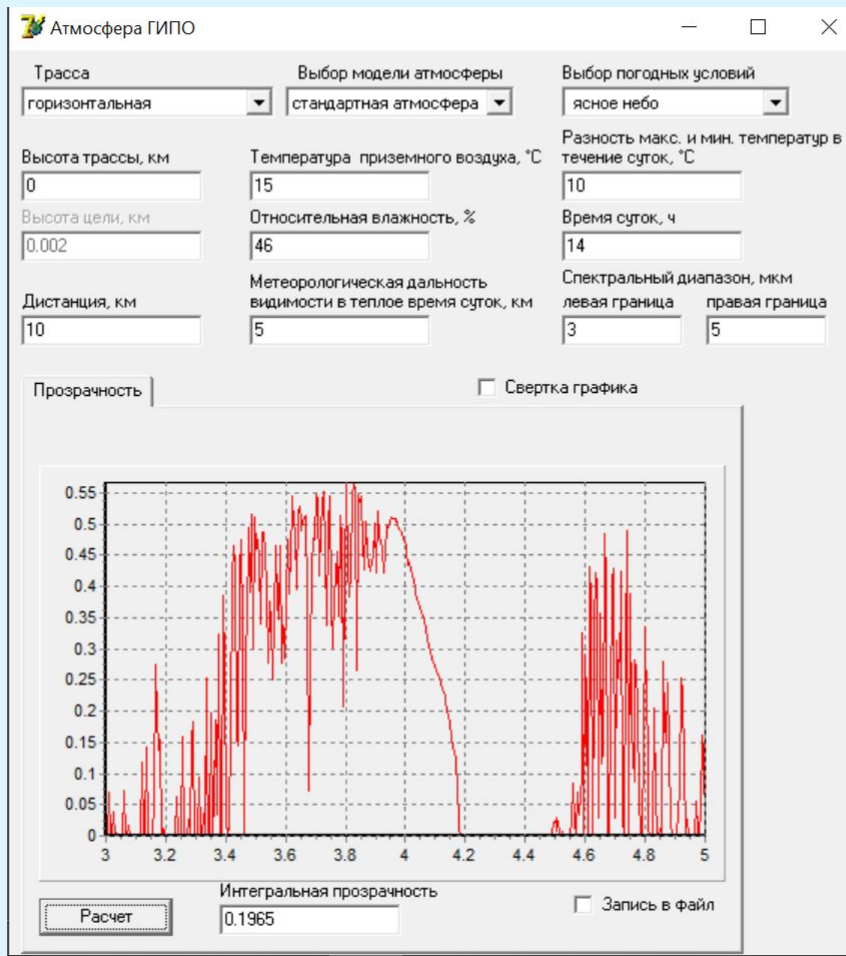 Атмосфера ГИПО
Трасса
Выбор модели атмосферы
Выбор погодных условий
горизонтальная
стандартная атмосфера
ясное небо
Высота трассы, км
Температура приземного воздуха, °С
Разность макс. и мин. температур в
течение суток, °С
0
15
10
Высота цели, км
Относительная влажность, %
Время суток, ч
0.002
46
14
Дистанция, км
Метеорологическая дальность
видимости в теплое время суток, км
Спектральный диапазон, мкм
левая граница
правая граница
10
5
3
5
Прозрачность
Свертка графика
0.55
0.5
0.45
0.4
0.35
0.3
0.25
0.2
0.15
0.1
0.05
0
3 3.2 3.4 3.6 3.8 4 4.2 4.4 4.6 4.8 5
Расчет
Интегральная прозрачность
0.1965
Запись в файл